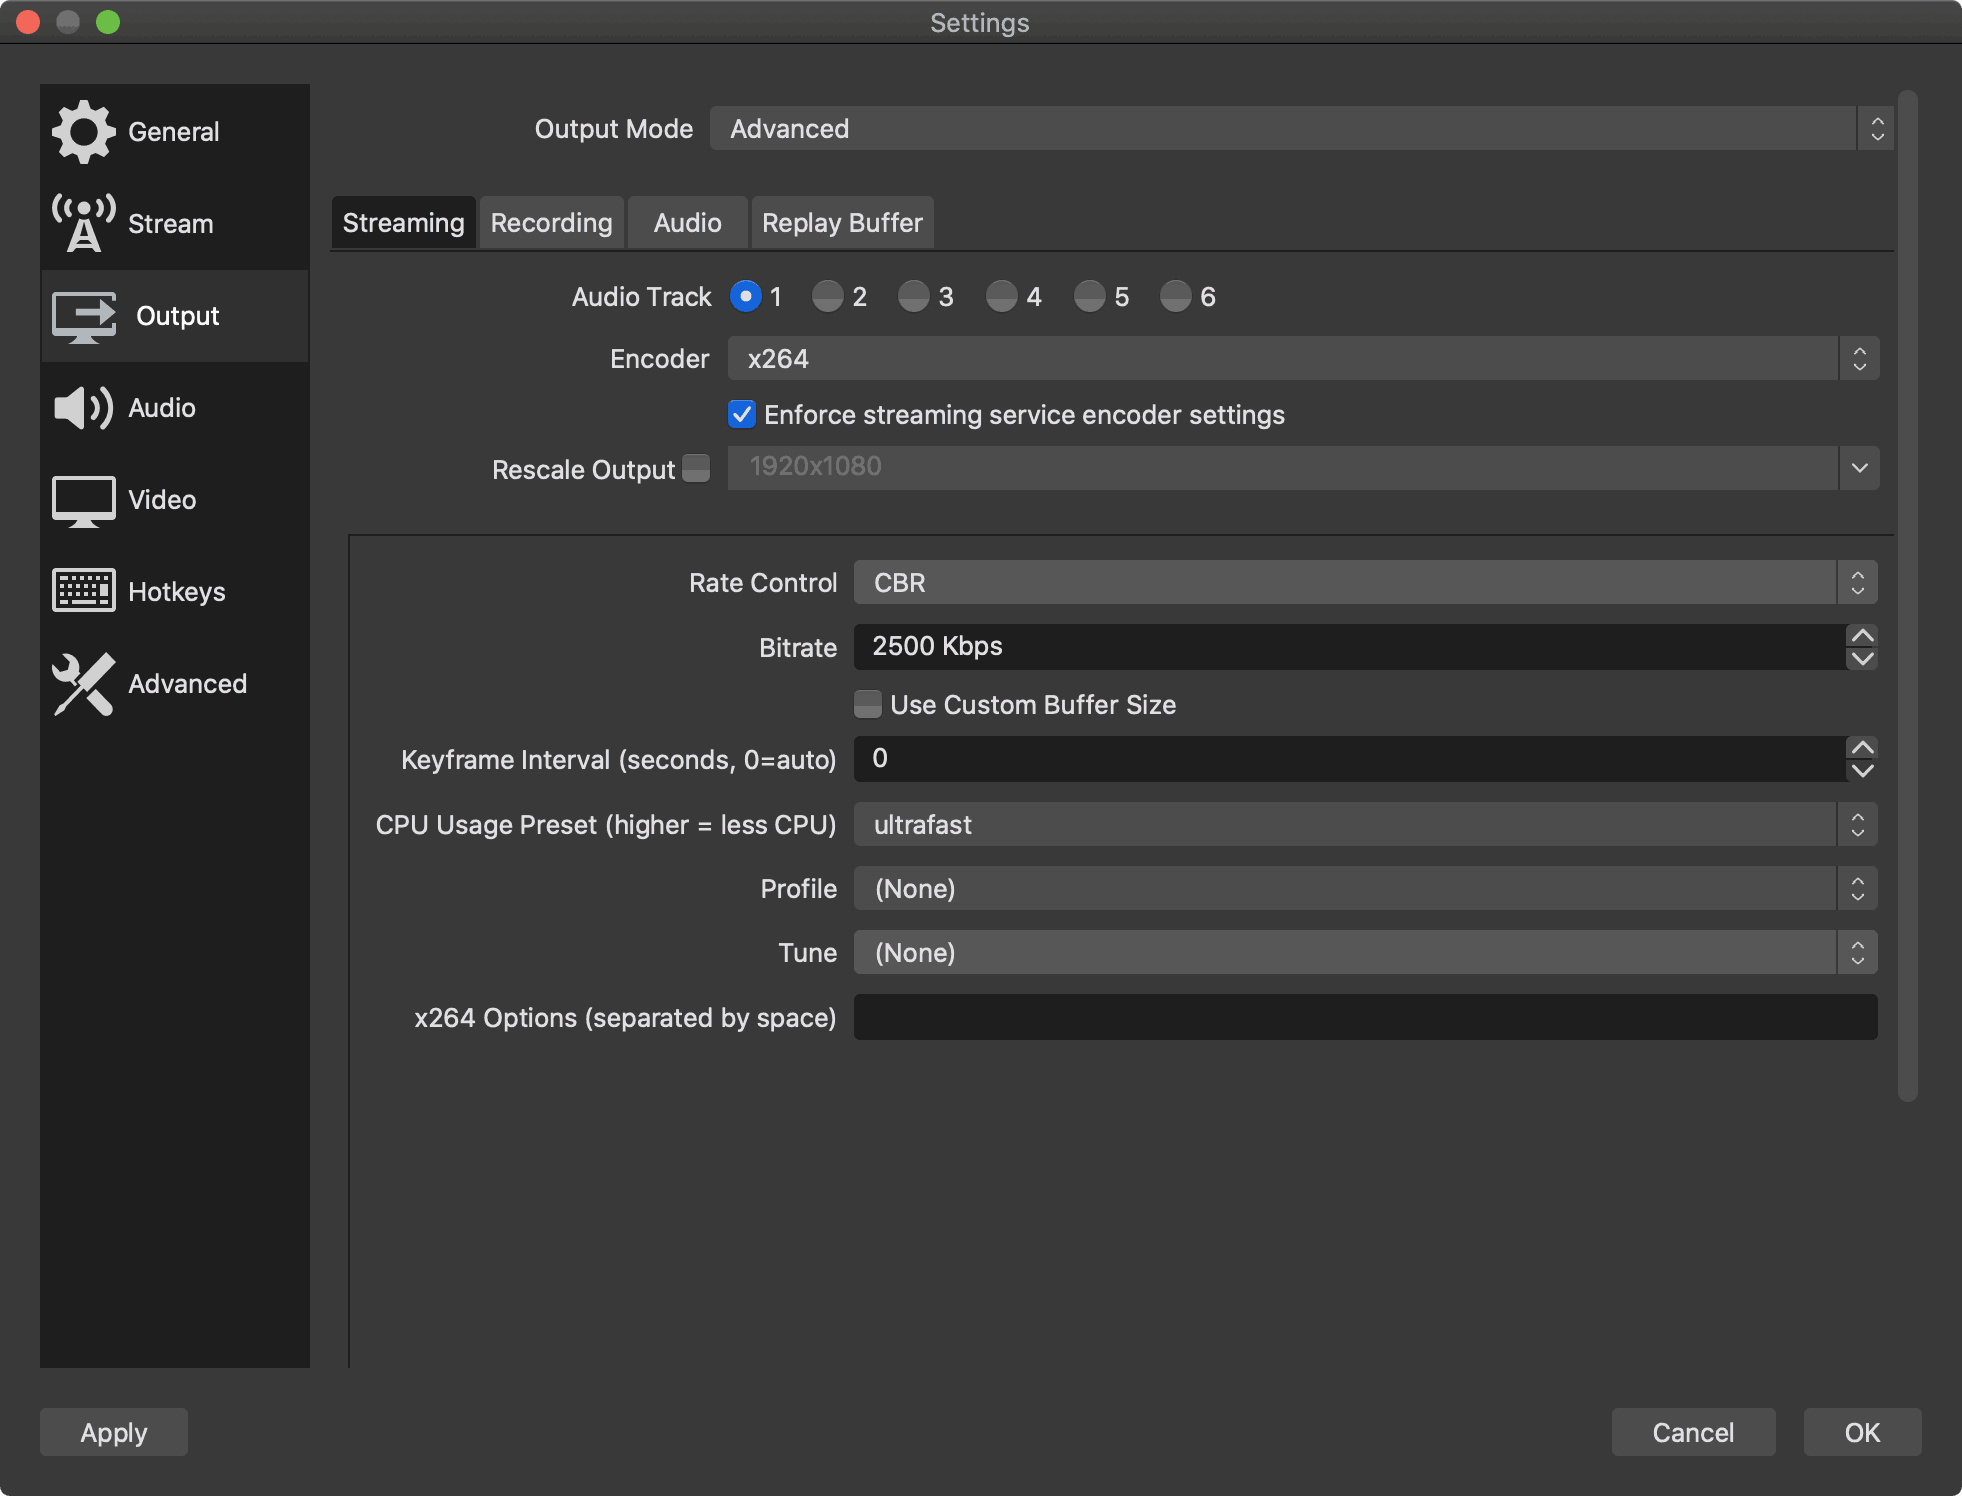 Settings
General
Stream
Output
Audio
Video
Hotkeys
Advanced
Output Mode Advanced
Streaming Recording Audio Replay Buffer
Audio Track 1 2 3 4 5 6
Encoder x264
Enforce streaming service encoder settings
Rescale Output 1920x1080
Rate Control CBR
Bitrate 2500 Kbps
Use Custom Buffer Size
Keyframe Interval (seconds, 0=auto) 0
CPU Usage Preset (higher = less CPU) ultrafast
Profile (None)
Tune (None)
x264 Options (separated by space)
Apply Cancel OK